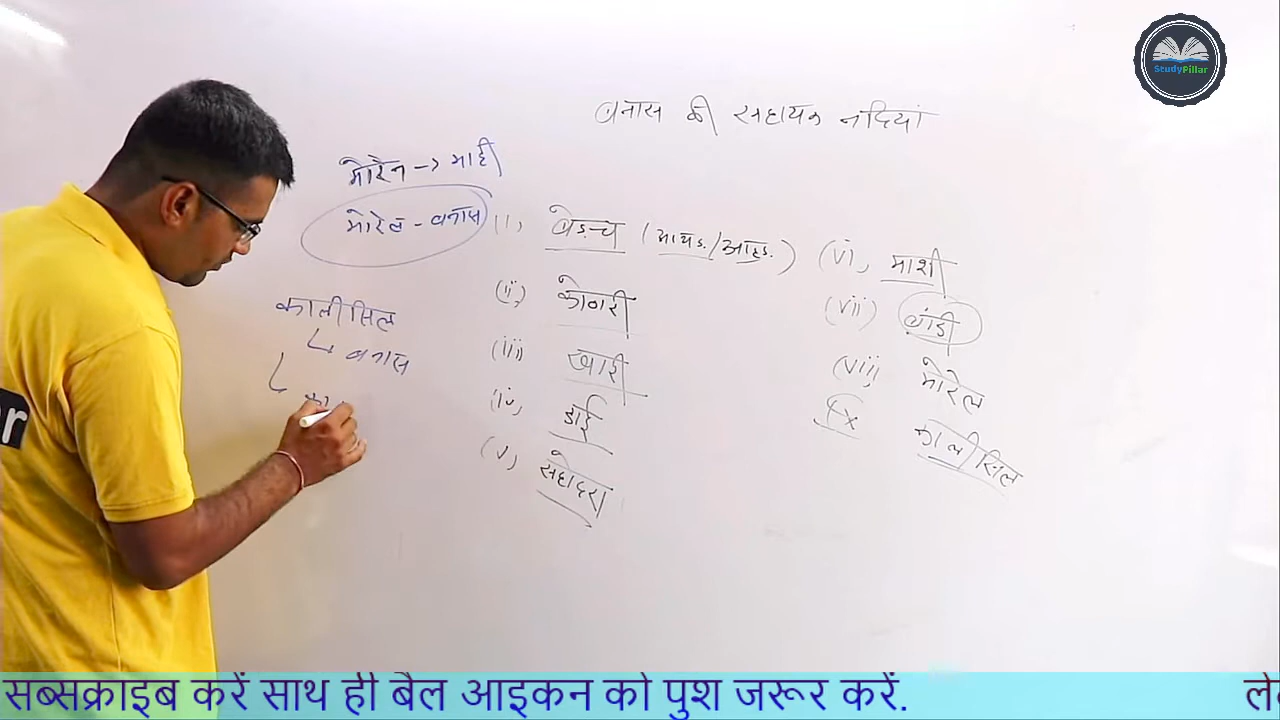 StudyPillar
बनास की सहायक नदियां
मोरेन → माही
मोरेल - बनास
(i) बेड़च (आयड़/आहड़)
(ii) कोठारी
(iii) खारी
(iv) डाई
(v) सहोदरा
(vi) माशी
(vii) बांडी
(viii) मोरेल
ix कालीसिल
कालीसिल
↳ बनास
↳ का
r
सब्सक्राइब करें साथ ही बैल आइकन को पुश जरूर करें.